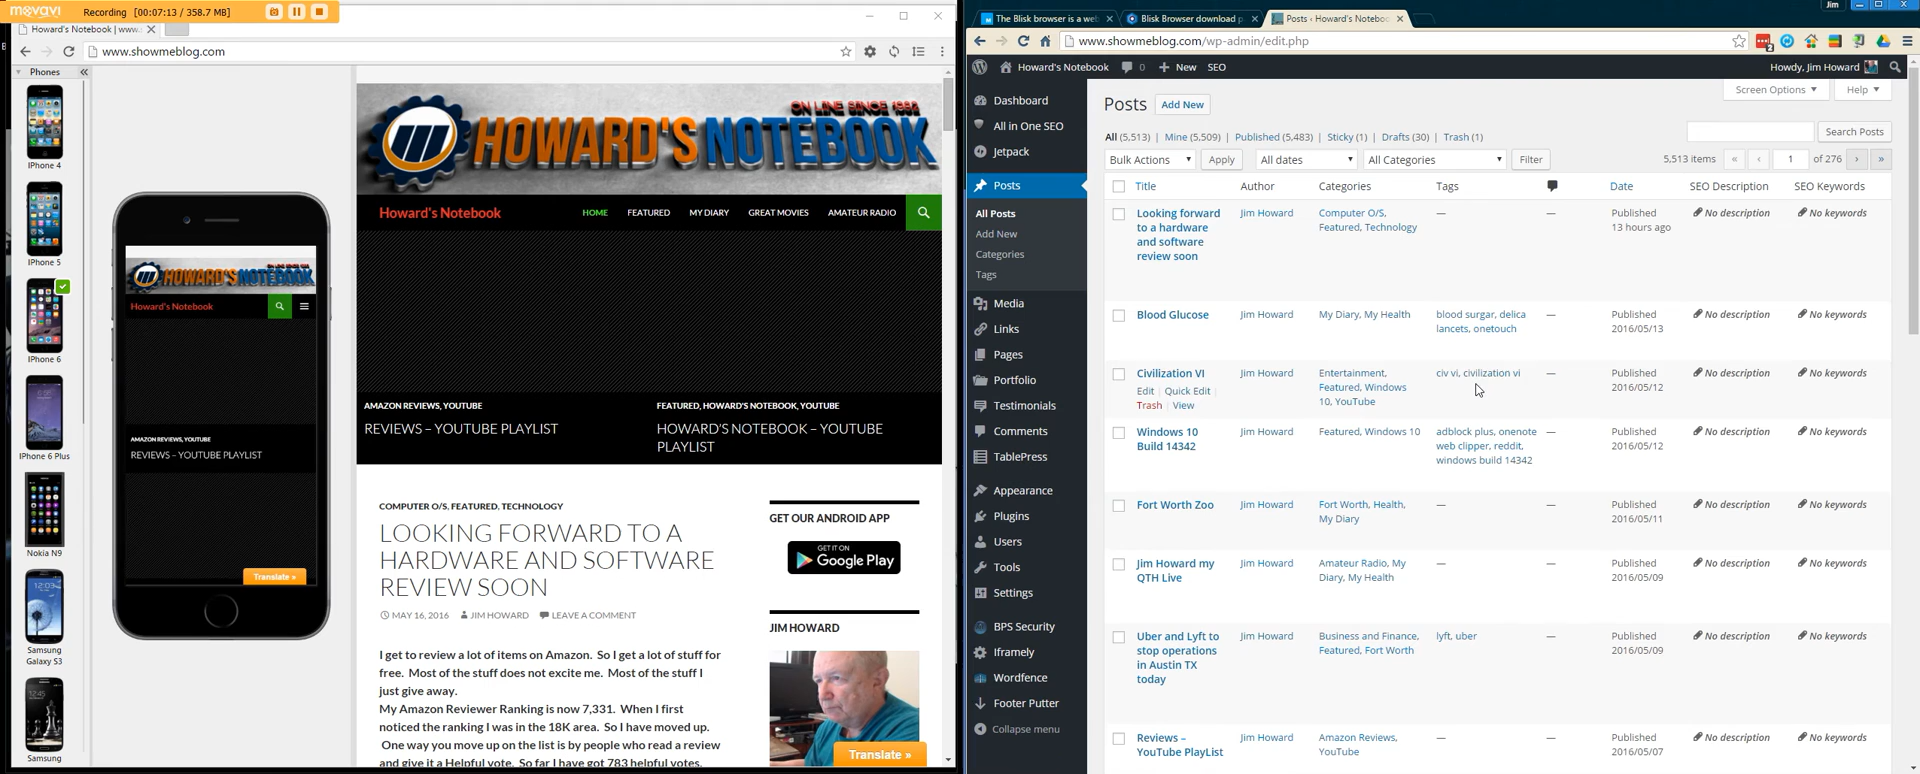 movavi Recording [00:07:13 / 358.7 MB]
Howard's Notebook | www.
www.showmeblog.com
Phones
IPhone 4
IPhone 5
IPhone 6
IPhone 6 Plus
Nokia N9
Samsung
Galaxy S3
Samsung
HOWARD'S NOTEBOOK
Howard's Notebook
AMAZON REVIEWS, YOUTUBE
REVIEWS – YOUTUBE PLAYLIST
Translate »
ON LINE SINCE 1992
HOWARD'S NOTEBOOK
Howard's Notebook HOME FEATURED MY DIARY GREAT MOVIES AMATEUR RADIO
AMAZON REVIEWS, YOUTUBE
REVIEWS – YOUTUBE PLAYLIST
FEATURED, HOWARD'S NOTEBOOK, YOUTUBE
HOWARD'S NOTEBOOK – YOUTUBE
PLAYLIST
COMPUTER O/S, FEATURED, TECHNOLOGY
LOOKING FORWARD TO A
HARDWARE AND SOFTWARE
REVIEW SOON
MAY 16, 2016 JIM HOWARD LEAVE A COMMENT
I get to review a lot of items on Amazon. So I get a lot of stuff for
free. Most of the stuff does not excite me. Most of the stuff I
just give away.
My Amazon Reviewer Ranking is now 7,331. When I first
noticed the ranking I was in the 18K area. So I have moved up.
One way you move up on the list is by people who read a review
and give it a Helpful vote. So far I have got 783 helpful votes.
GET OUR ANDROID APP
GET IT ON
Google Play
JIM HOWARD
Translate »
The Blisk browser is a we
Blisk Browser download p
Posts ‹ Howard's Notebo
Jim
www.showmeblog.com/wp-admin/edit.php
Howard's Notebook 0 New SEO Howdy, Jim Howard
Dashboard
All in One SEO
Jetpack
Posts
All Posts
Add New
Categories
Tags
Media
Links
Pages
Portfolio
Testimonials
Comments
TablePress
Appearance
Plugins
Users
Tools
Settings
BPS Security
Iframely
Wordfence
Footer Putter
Collapse menu
Screen Options Help
Posts Add New
All (5,513) | Mine (5,509) | Published (5,483) | Sticky (1) | Drafts (30) | Trash (1)
Search Posts
Bulk Actions Apply All dates All Categories Filter 5,513 items « ‹ 1 of 276 › »
Title Author Categories Tags Date SEO Description SEO Keywords
Looking forward
to a hardware
and software
review soon
Jim Howard
Computer O/S,
Featured, Technology
— —
Published
13 hours ago
No description No keywords
Blood Glucose
Jim Howard
My Diary, My Health
blood surgar, delica
lancets, onetouch
—
Published
2016/05/13
No description No keywords
Civilization VI
Edit | Quick Edit |
Trash | View
Jim Howard
Entertainment,
Featured, Windows
10, YouTube
civ vi, civilization vi
—
Published
2016/05/12
No description No keywords
Windows 10
Build 14342
Jim Howard
Featured, Windows 10
adblock plus, onenote
web clipper, reddit,
windows build 14342
—
Published
2016/05/12
No description No keywords
Fort Worth Zoo
Jim Howard
Fort Worth, Health,
My Diary
— —
Published
2016/05/11
No description No keywords
Jim Howard my
QTH Live
Jim Howard
Amateur Radio, My
Diary, My Health
— —
Published
2016/05/09
No description No keywords
Uber and Lyft to
stop operations
in Austin TX
today
Jim Howard
Business and Finance,
Featured, Fort Worth
lyft, uber
—
Published
2016/05/09
No description No keywords
Reviews –
YouTube PlayList
Jim Howard
Amazon Reviews,
YouTube
— —
Published
2016/05/07
No description No keywords